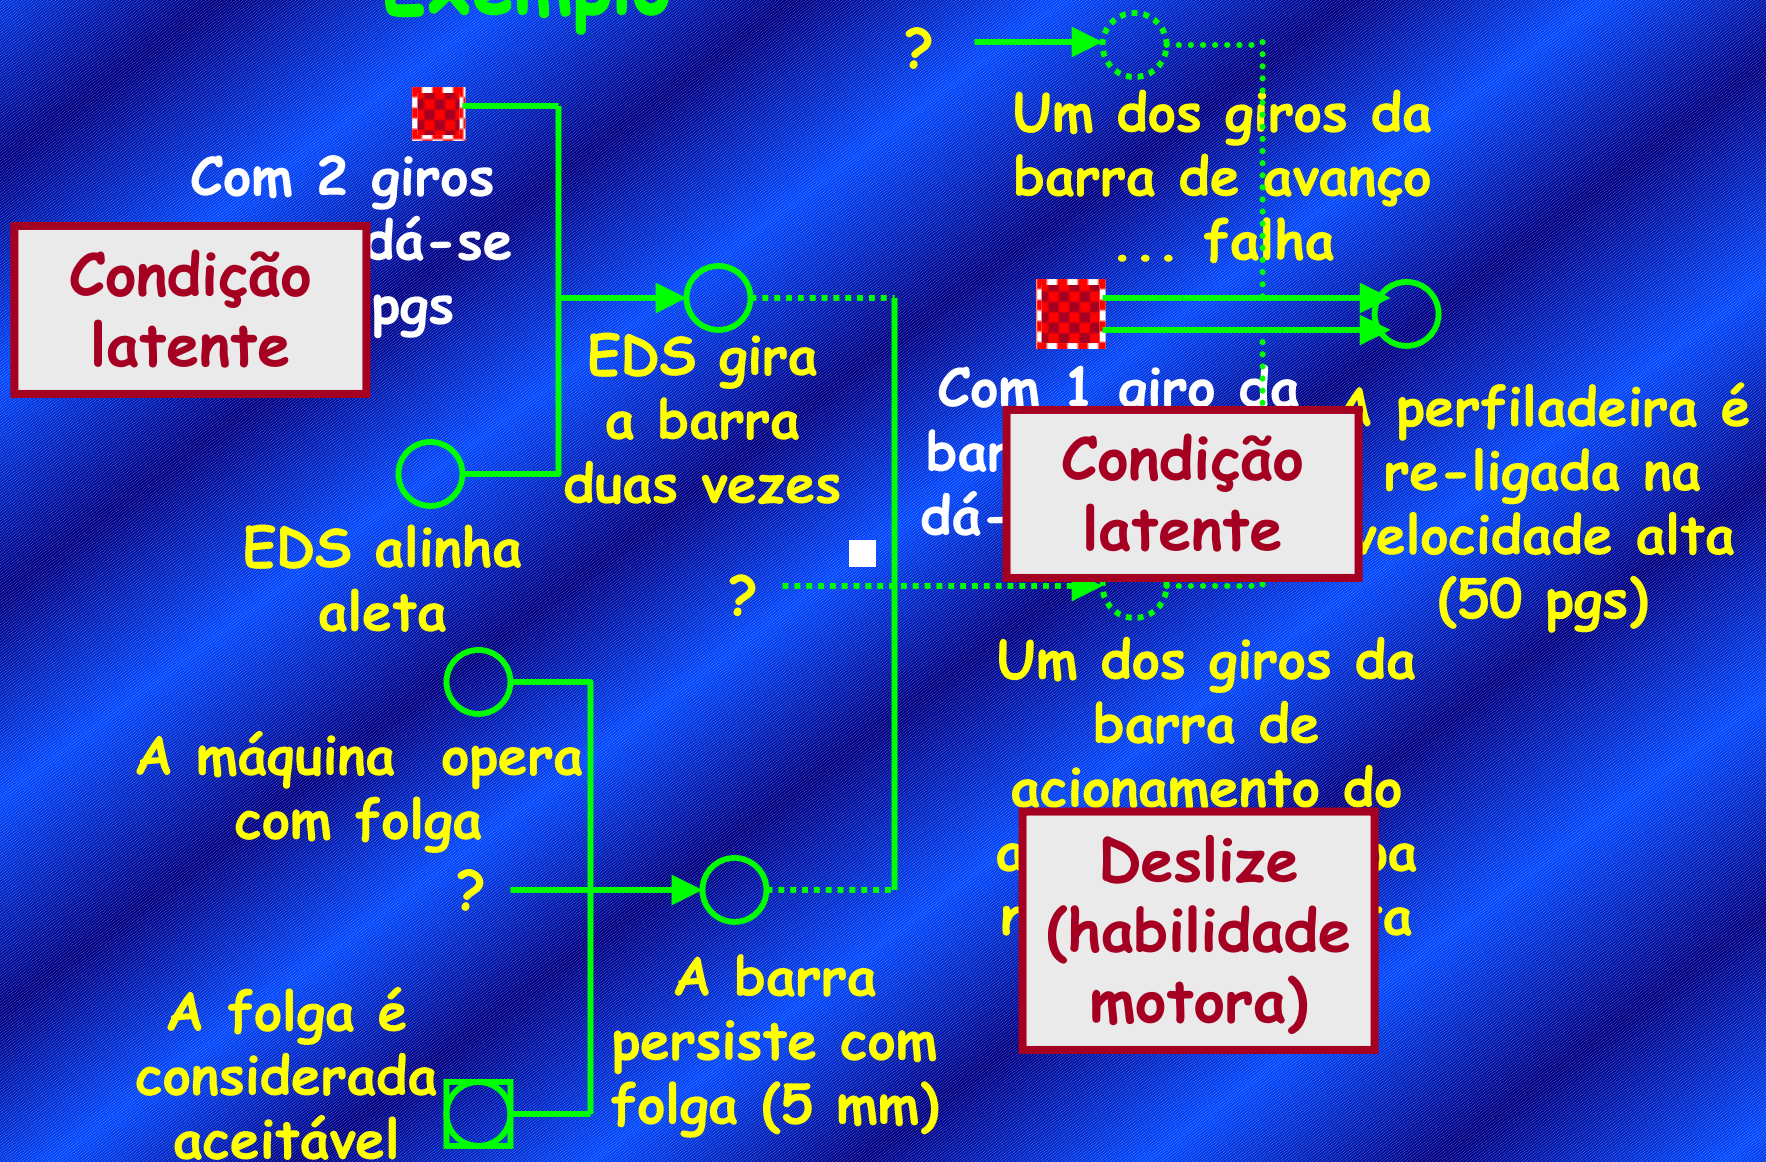 Exemplo
?
Um dos giros da
barra de avanço
... falha
Com 2 giros
dá-se
pgs
Condição
latente
EDS gira
a barra
duas vezes
EDS alinha
aleta
Com 1 giro da
dá-
Condição
latente
A perfiladeira é
re-ligada na
velocidade alta
(50 pgs)
?
Um dos giros da
barra de
acionamento do
Deslize
(habilidade
motora)
A máquina opera
com folga
?
A barra
persiste com
folga (5 mm)
A folga é
considerada
aceitável